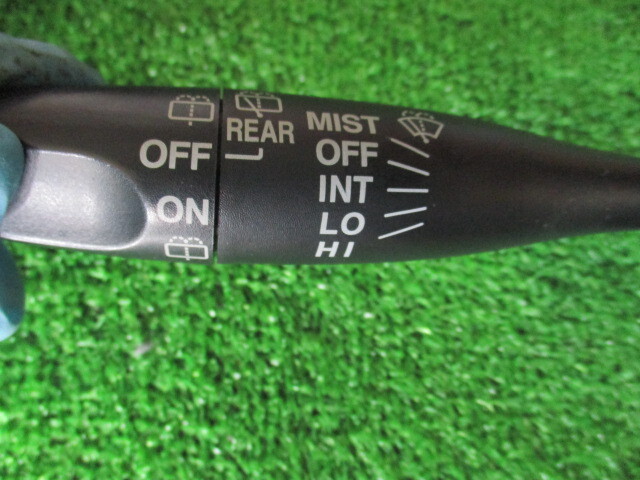 OFF
ON
REAR
MIST
OFF
INT
LO
HI